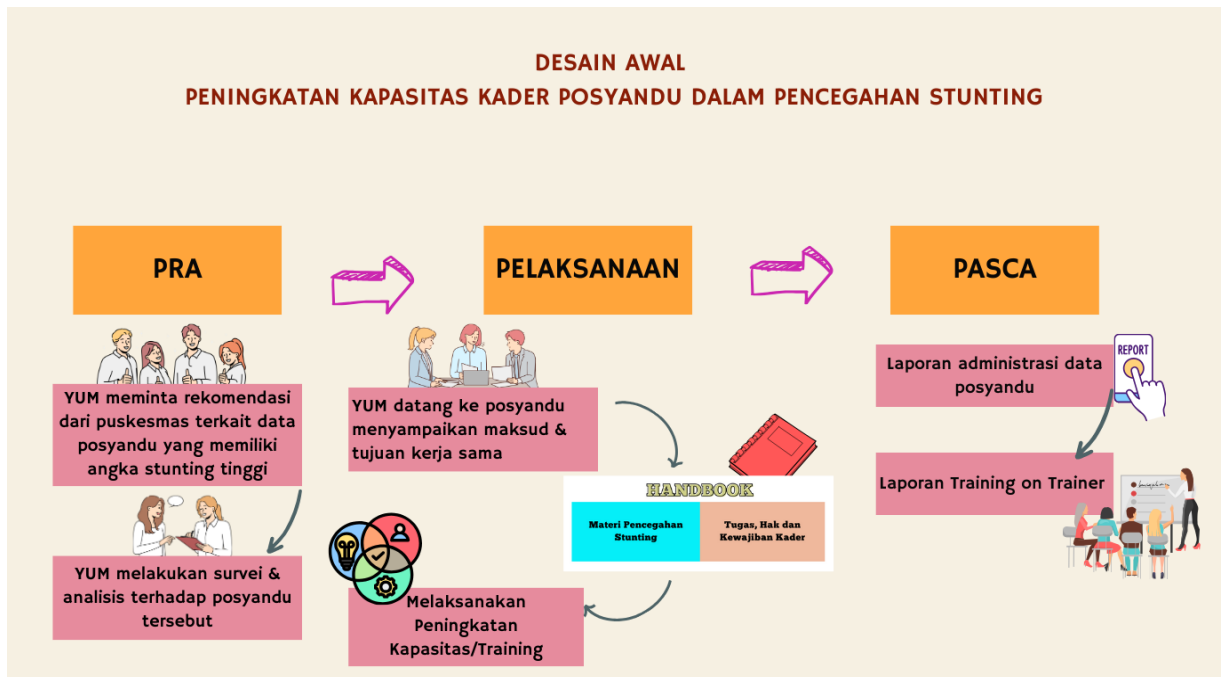 DESAIN AWAL
PENINGKATAN KAPASITAS KADER POSYANDU DALAM PENCEGAHAN STUNTING
PRA
YUM meminta rekomendasi
dari puskesmas terkait data
posyandu yang memiliki
angka stunting tinggi
YUM melakukan survei &
analisis terhadap posyandu
tersebut
PELAKSANAAN
YUM datang ke posyandu
menyampaikan maksud &
tujuan kerja sama
HANDBOOK
Materi Pencegahan
Stunting
Tugas, Hak dan
Kewajiban Kader
Melaksanakan
Peningkatan
Kapasitas/Training
PASCA
Laporan administrasi data
posyandu
REPORT
Laporan Training on Trainer